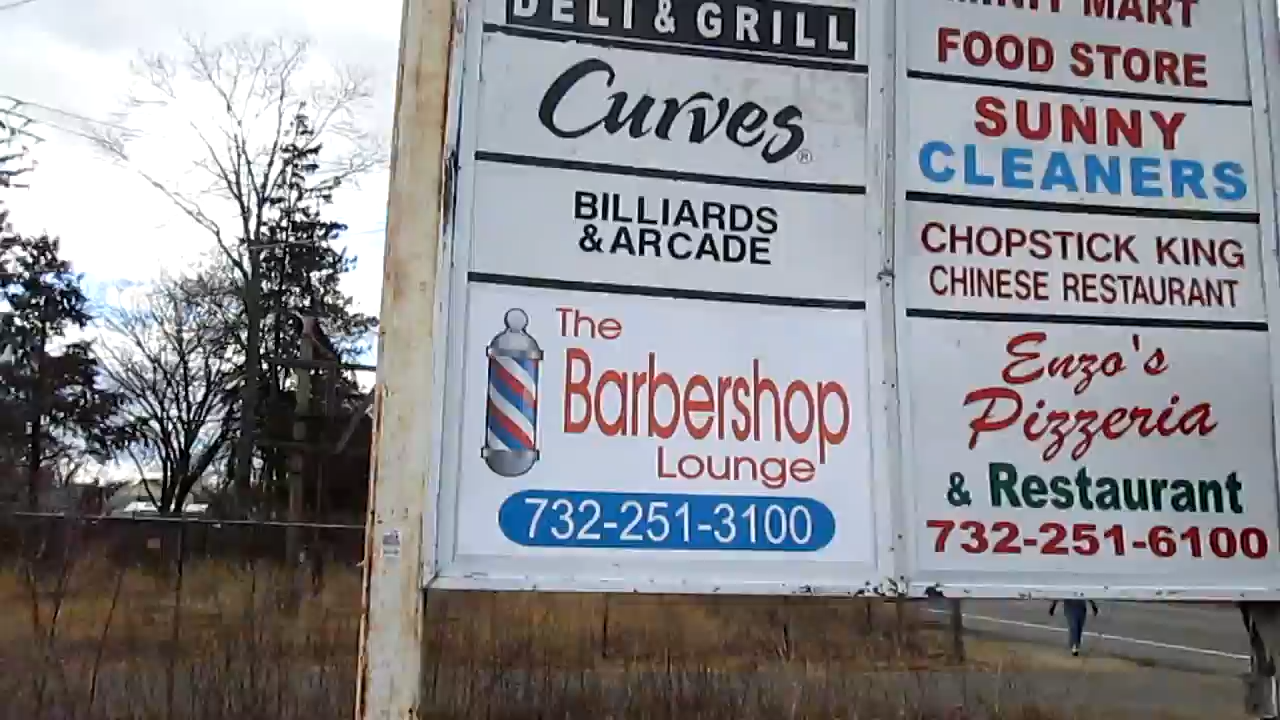 DELI & GRILL
Curves®
BILLIARDS
& ARCADE
The
Barbershop
Lounge
732-251-3100
MART
FOOD STORE
SUNNY
CLEANERS
CHOPSTICK KING
CHINESE RESTAURANT
Enzo's
Pizzeria
& Restaurant
732-251-6100